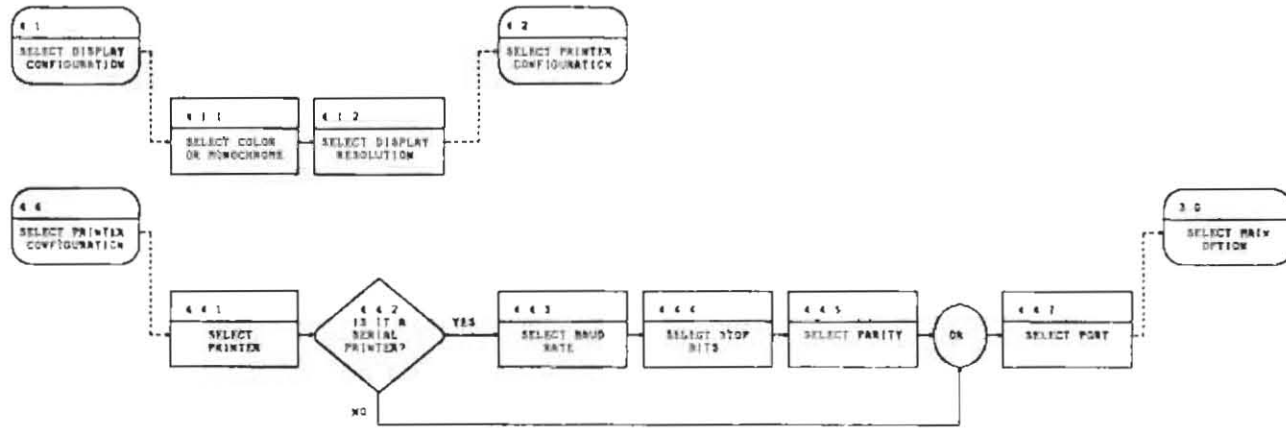 4 1
SELECT DISPLAY
CONFIGURATION
4 2
SELECT PRINTER
CONFIGURATION
4 1 1
SELECT COLOR
OR MONOCHROME
4 1 2
SELECT DISPLAY
RESOLUTION
4 4
SELECT PRINTER
CONFIGURATION
3 0
SELECT MAIN
OPTION
4 4 1
SELECT
PRINTER
4 4 2
IS IT A
SERIAL
PRINTER?
YES
4 4 3
SELECT BAUD
RATE
4 4 4
SELECT STOP
BITS
4 4 5
SELECT PARITY
OR
4 4 7
SELECT PORT
NO